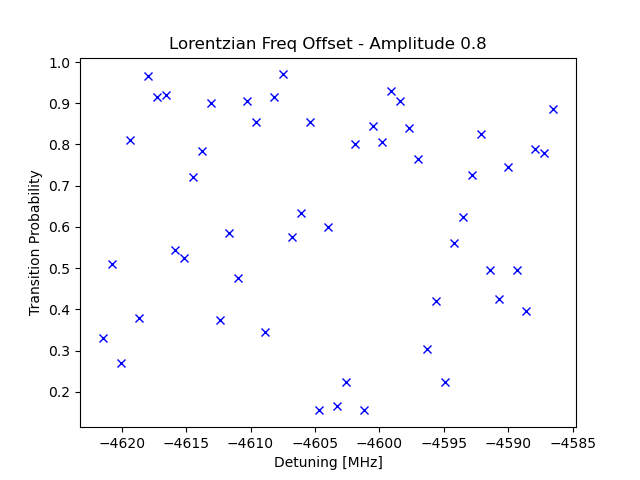 Lorentzian Freq Offset - Amplitude 0.8
1.0
0.9
0.8
0.7
0.6
0.5
0.4
0.3
0.2
Transition Probability
−4620 −4615 −4610 −4605 −4600 −4595 −4590 −4585
Detuning [MHz]